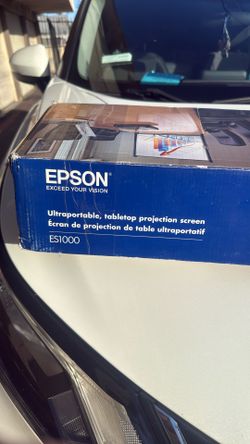 EPSON
EXCEED YOUR VISION
Ultraportable, tabletop projection screen
Écran de projection de table ultraportatif
ES1000